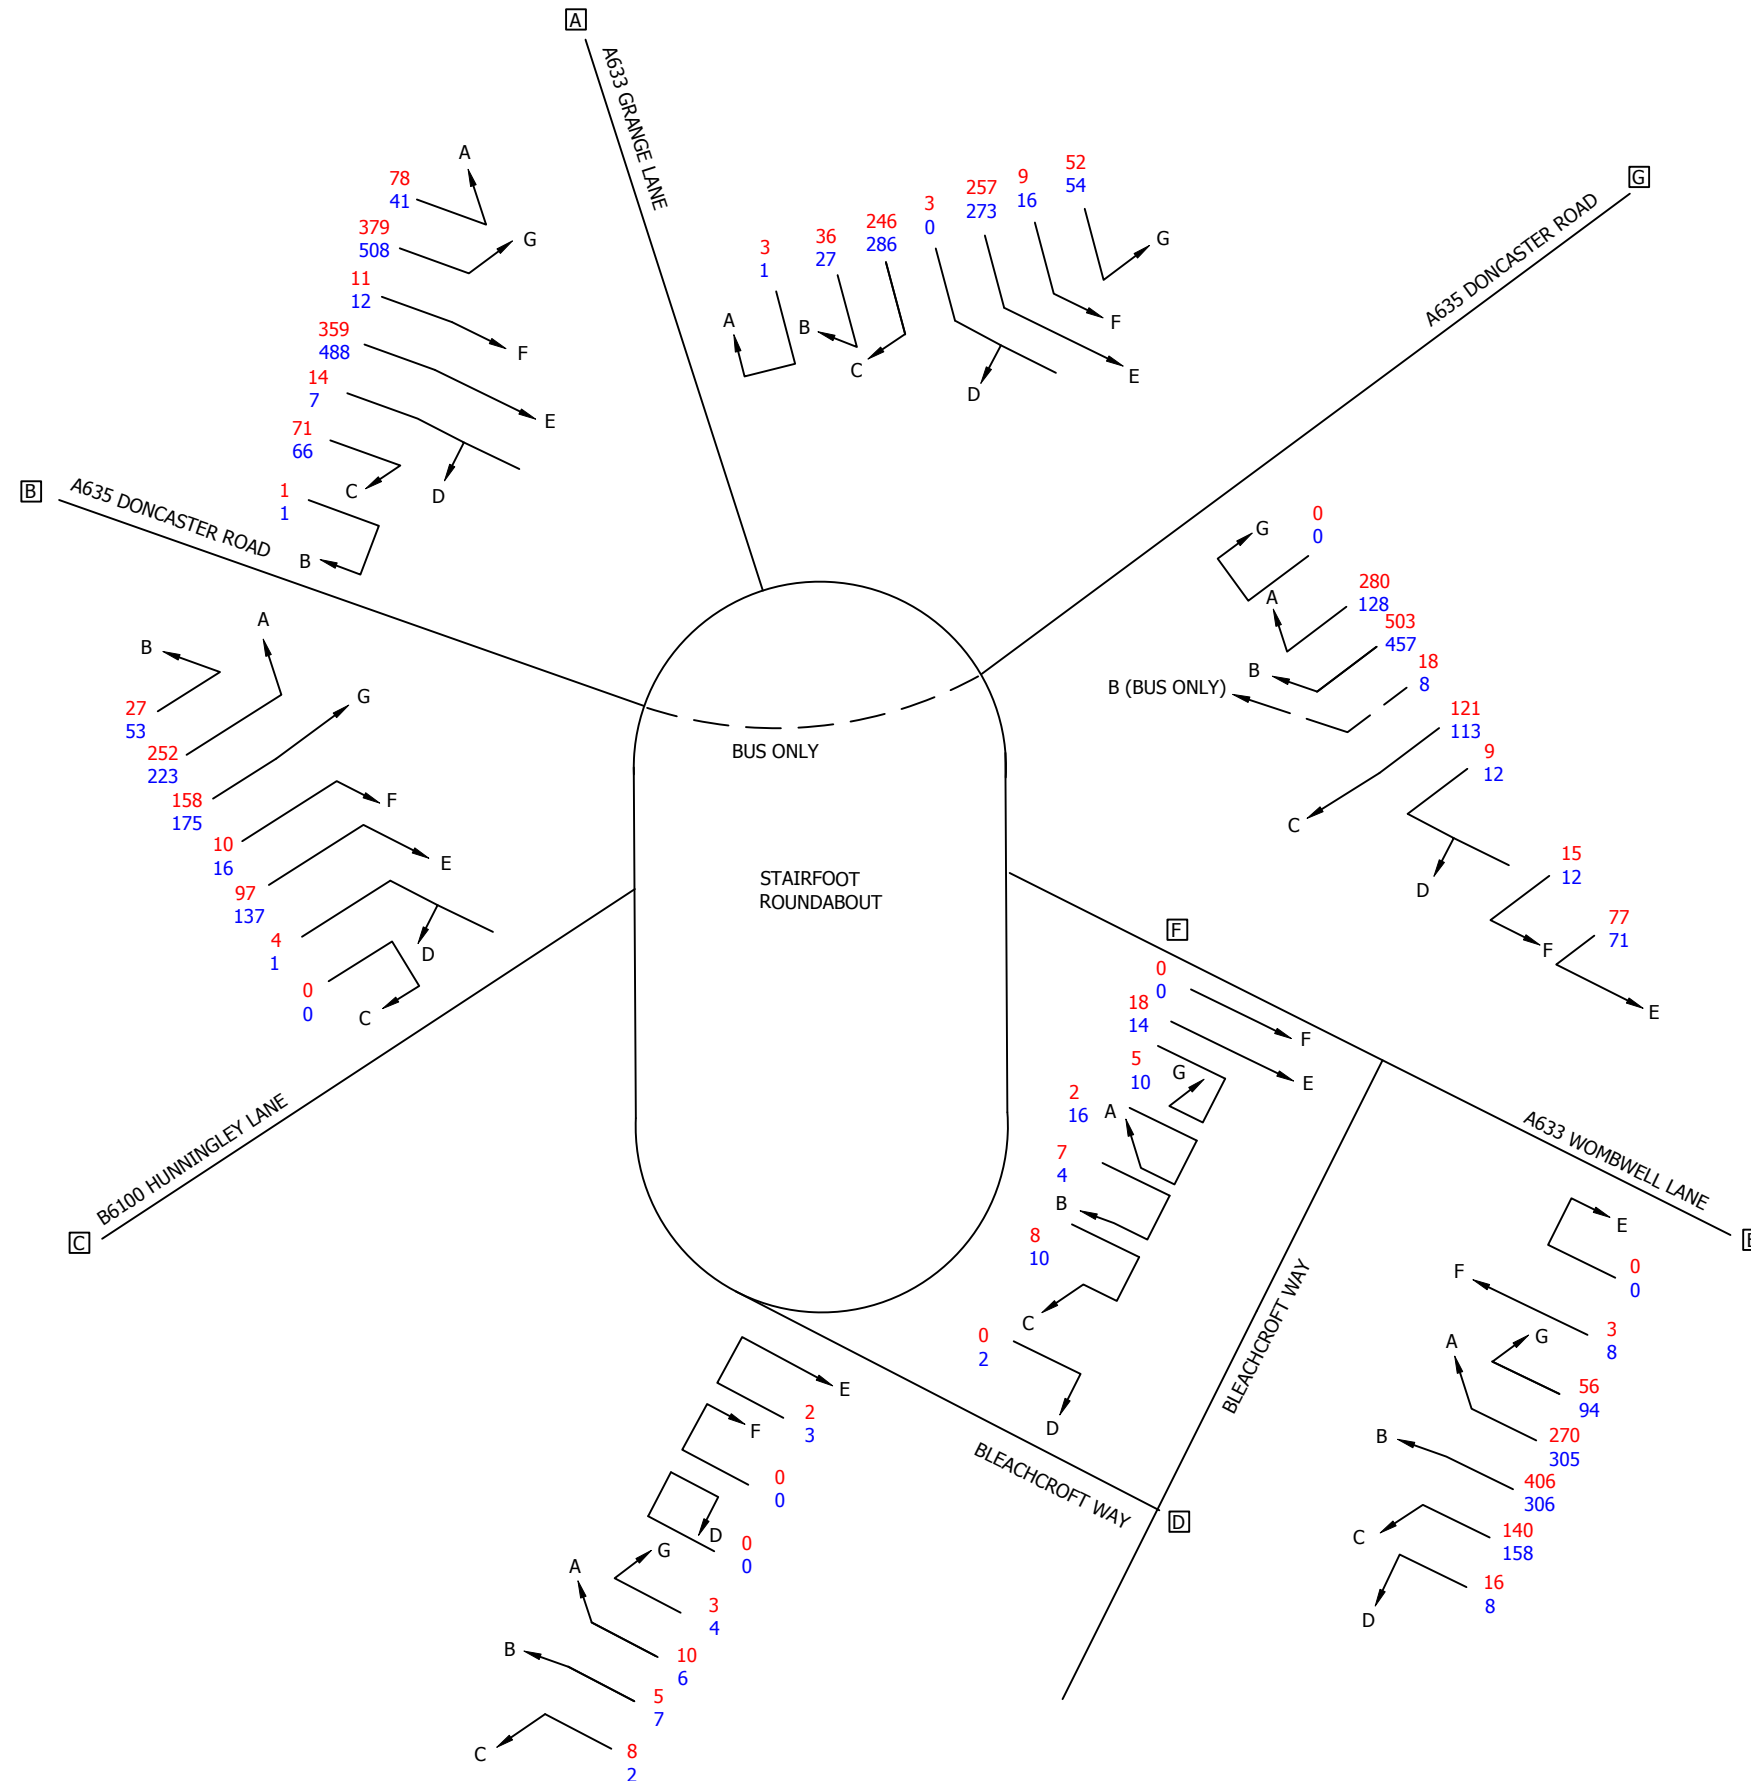 A
A633 GRANGE LANE
G
A635 DONCASTER ROAD
A
78
41
379
508
G
11
12
F
359
488
E
14
7
D
71
66
C
1
1
B
3
1
A
36
27
B
246
286
C
3
0
D
257
273
E
9
16
F
52
54
G
B
A635 DONCASTER ROAD
G
0
0
A
280
128
B
503
457
B (BUS ONLY)
18
8
121
113
C
9
12
D
15
12
F
77
71
E
B
27
53
A
252
223
G
158
175
F
10
16
E
97
137
D
4
1
C
0
0
BUS ONLY
STAIRFOOT
ROUNDABOUT
C
B6100 HUNNINGLEY LANE
F
0
0
F
18
14
E
5
10
G
2
16
A
7
4
B
8
10
C
0
2
D
A633 WOMBWELL LANE
BLEACHCROFT WAY
BLEACHCROFT WAY
D
E
0
0
F
3
8
G
56
94
A
270
305
B
406
306
C
140
158
D
16
8
E
2
3
F
0
0
D
0
0
G
3
4
A
10
6
B
5
7
C
8
2